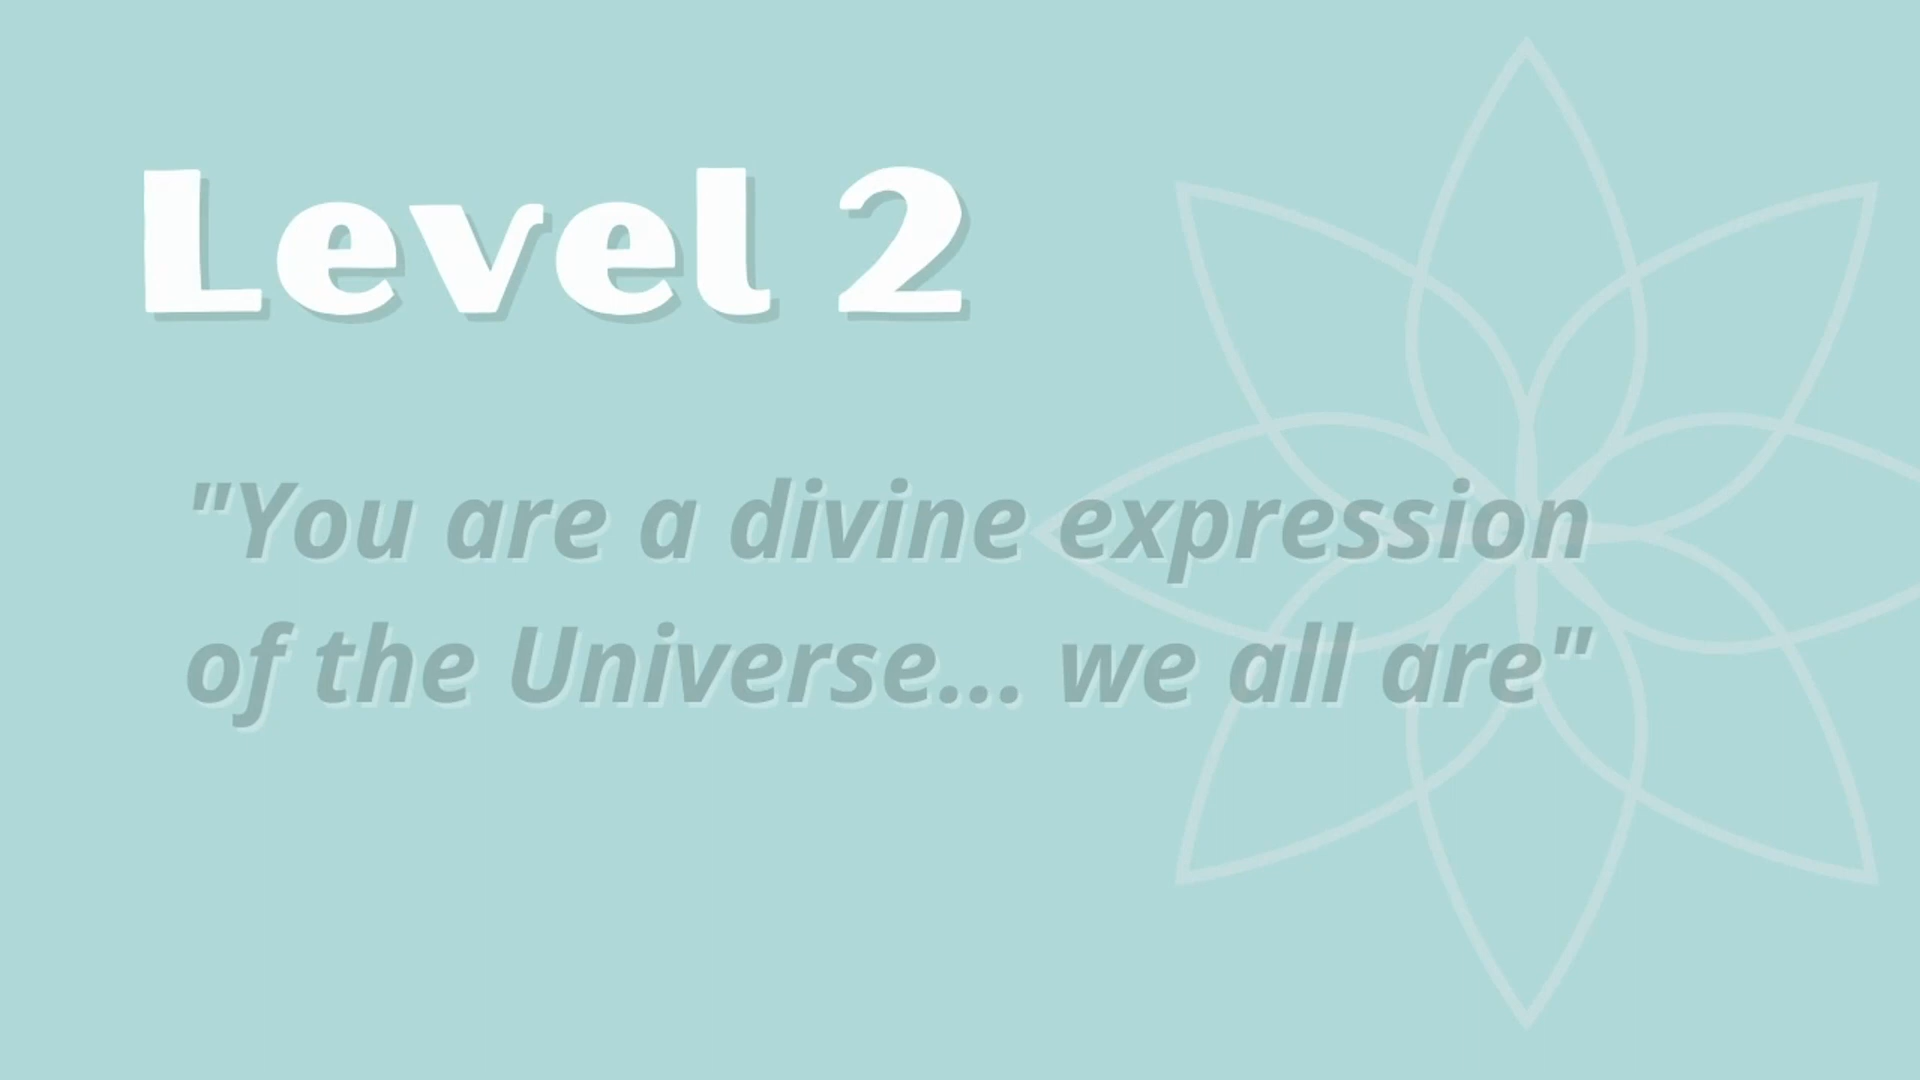 Level 2
"You are a divine expression
of the Universe... we all are"